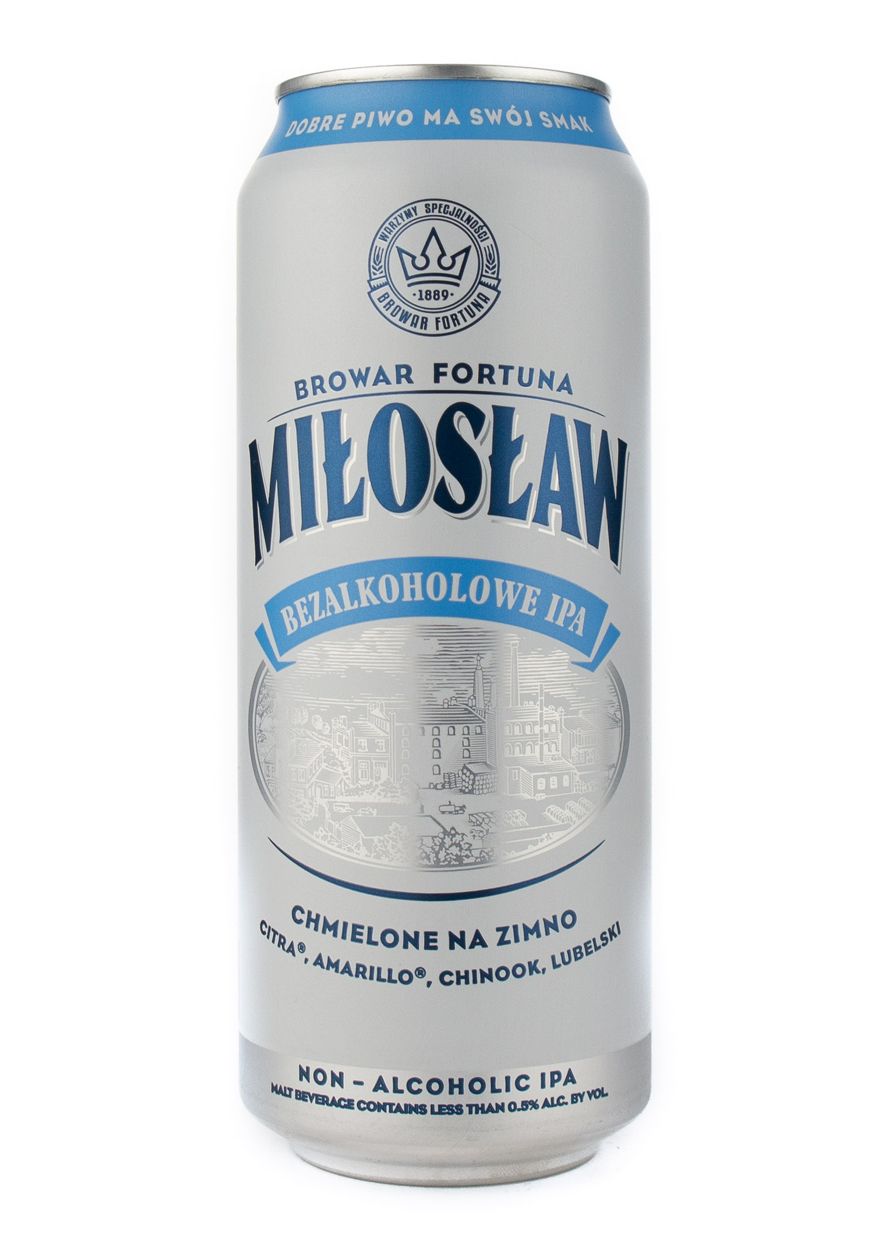 DOBRE PIWO MA SWÓJ SMAK
WARZYMY SPECJALNOŚCI
·1889·
BROWAR FORTUNA
BROWAR FORTUNA
MIŁOSŁAW
BEZALKOHOLOWE IPA
CHMIELONE NA ZIMNO
CITRA®, AMARILLO®, CHINOOK, LUBELSKI
NON – ALCOHOLIC IPA
MALT BEVERAGE CONTAINS LESS THAN 0.5% ALC. BY VOL.